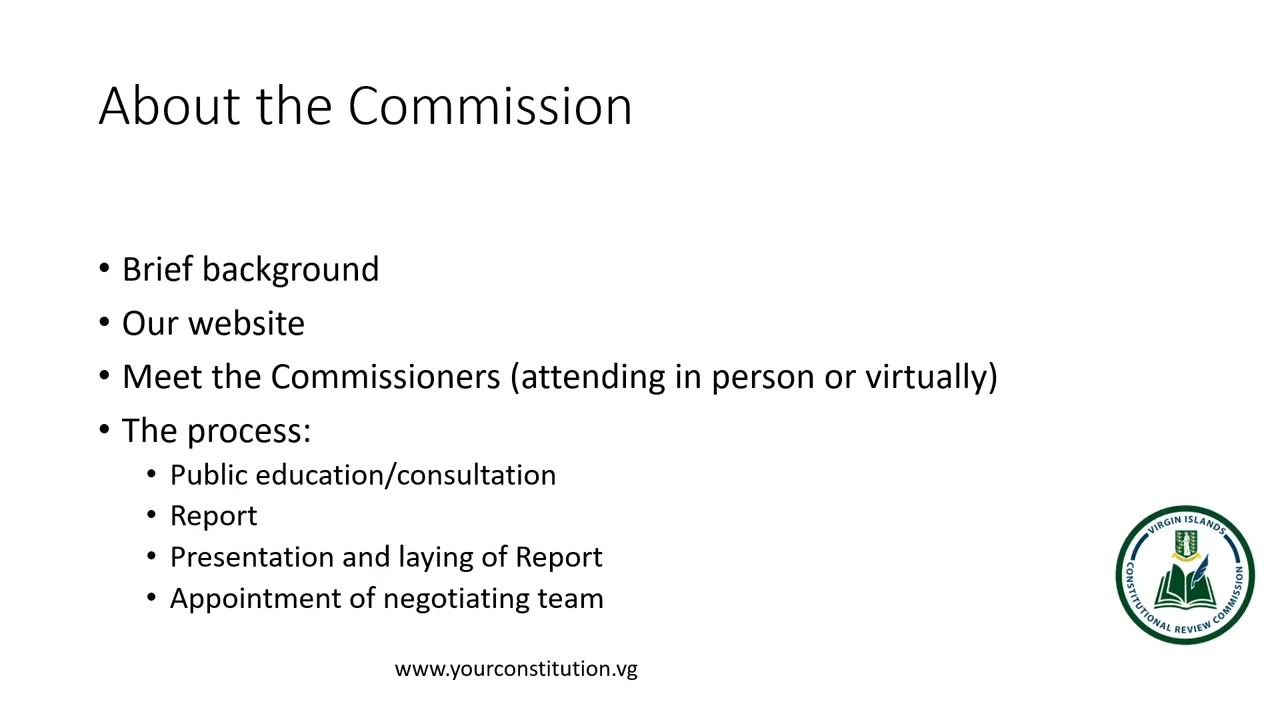 About the Commission
• Brief background
• Our website
• Meet the Commissioners (attending in person or virtually)
• The process:
• Public education/consultation
• Report
• Presentation and laying of Report
• Appointment of negotiating team
VIRGIN ISLANDS
CONSTITUTIONAL REVIEW COMMISSION
www.yourconstitution.vg